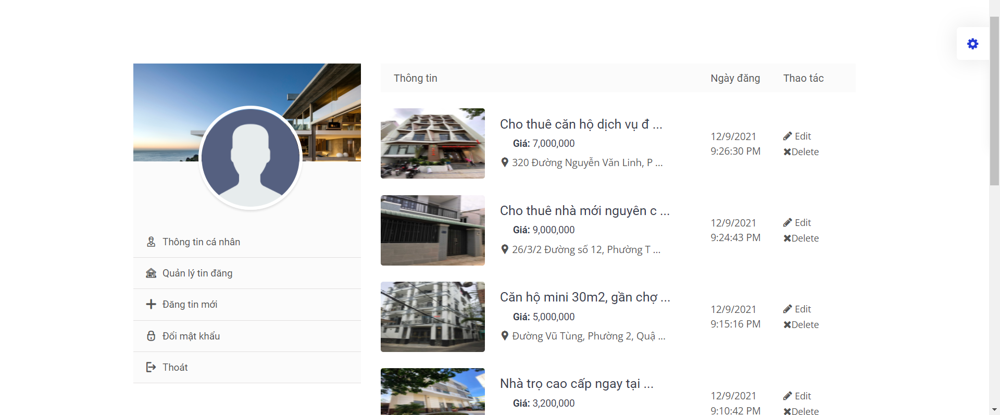 Thông tin cá nhân
Quản lý tin đăng
Đăng tin mới
Đổi mật khẩu
Thoát
Thông tin Ngày đăng Thao tác
Cho thuê căn hộ dịch vụ đ ...
Giá: 7,000,000
320 Đường Nguyễn Văn Linh, P ...
12/9/2021
9:26:30 PM
Edit
Delete
Cho thuê nhà mới nguyên c ...
Giá: 9,000,000
26/3/2 Đường số 12, Phường T ...
12/9/2021
9:24:43 PM
Edit
Delete
Căn hộ mini 30m2, gần chợ ...
Giá: 5,000,000
Đường Vũ Tùng, Phường 2, Quậ ...
12/9/2021
9:15:16 PM
Edit
Delete
Nhà trọ cao cấp ngay tại ...
Giá: 3,200,000
12/9/2021
9:10:42 PM
Edit
Delete